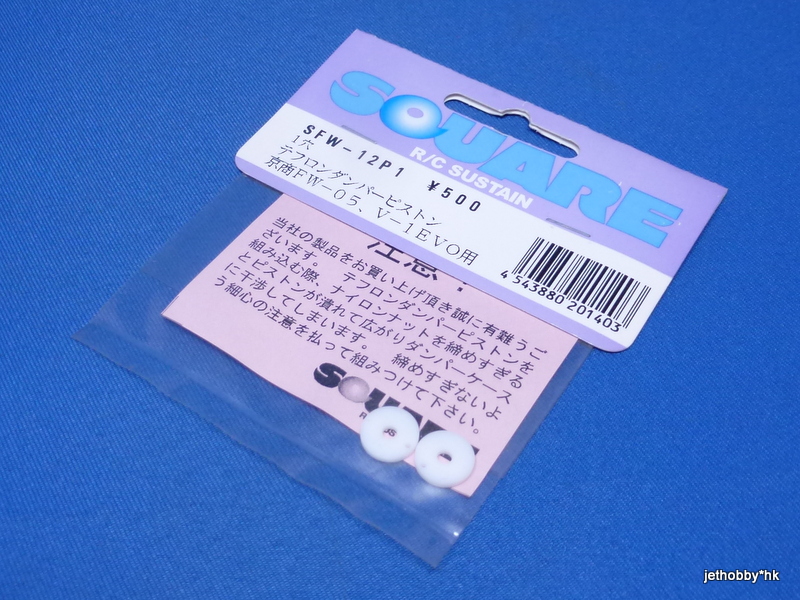 SQUARE
R/C SUSTAIN
SFW-12P1 ¥500
1穴
テフロンダンパーピストン
京商FW-05、V-1EVO用
4 543880 201403
注意!
当社の製品をお買い上げ頂き誠に有難うご
ざいます。 テフロンダンパーピストンを
組み込む際、ナイロンナットを締めすぎる
とピストンが潰れて広がりダンパーケース
に干渉してしまいます。 締めすぎないよ
う細心の注意を払って組みつけて下さい。
SQUARE
R
jethobby*hk